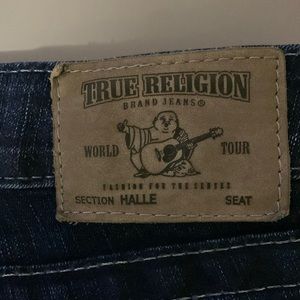 TRUE RELIGION
BRAND JEANS®
WORLD TOUR
FASHION FOR THE SENSES
SECTION HALLE SEAT